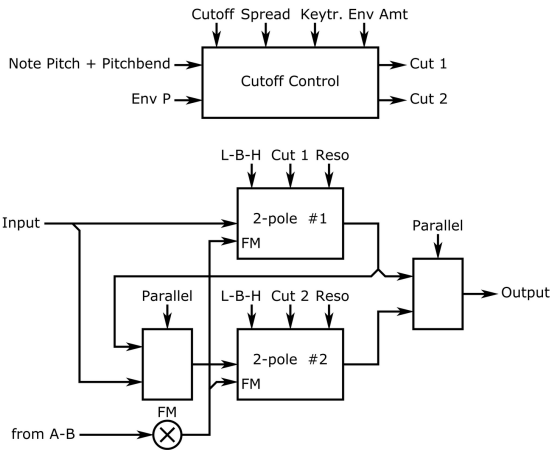 Cutoff Spread Keytr. Env Amt
Note Pitch + Pitchbend
Cutoff Control
Cut 1
Env P
Cut 2
L-B-H Cut 1 Reso
Input
2-pole #1
Parallel
FM
Output
Parallel
L-B-H Cut 2 Reso
2-pole #2
FM
FM
from A-B